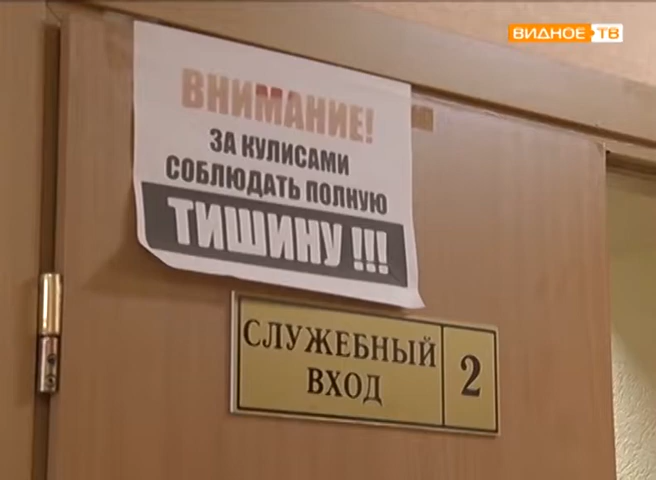 ВИДНОЕ ТВ
ВНИМАНИЕ!
ЗА КУЛИСАМИ
СОБЛЮДАТЬ ПОЛНУЮ
ТИШИНУ !!!
СЛУЖЕБНЫЙ
ВХОД
2